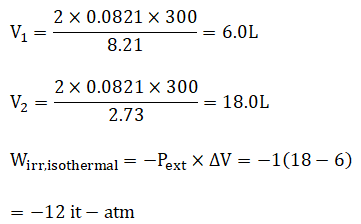 V₁ = (2 × 0.0821 × 300)/8.21 = 6.0L
V₂ = (2 × 0.0821 × 300)/2.73 = 18.0L
W_irr,isothermal = −P_ext × ΔV = −1(18 − 6)
= −12 it − atm